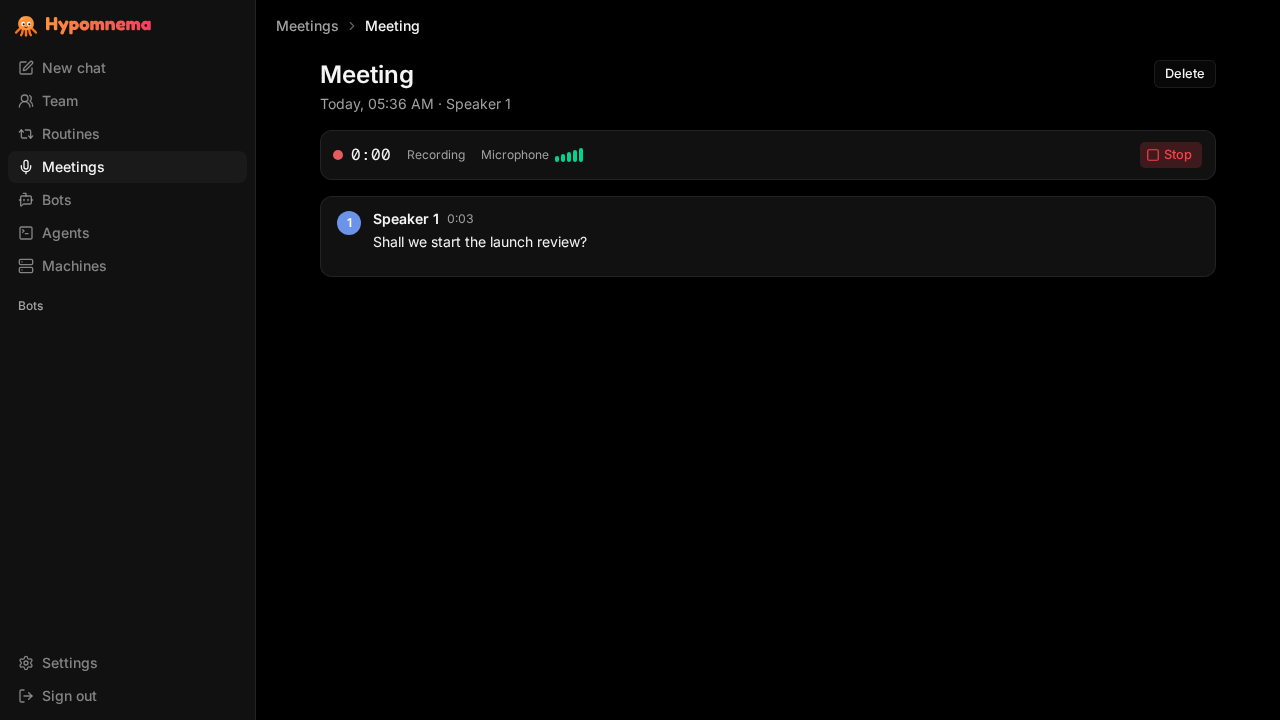 Hypomnema
New chat
Team
Routines
Meetings
Bots
Agents
Machines
Bots
Settings
Sign out
Meetings > Meeting
Meeting
Delete
Today, 05:36 AM · Speaker 1
0:00 Recording Microphone
Stop
1
Speaker 1 0:03
Shall we start the launch review?